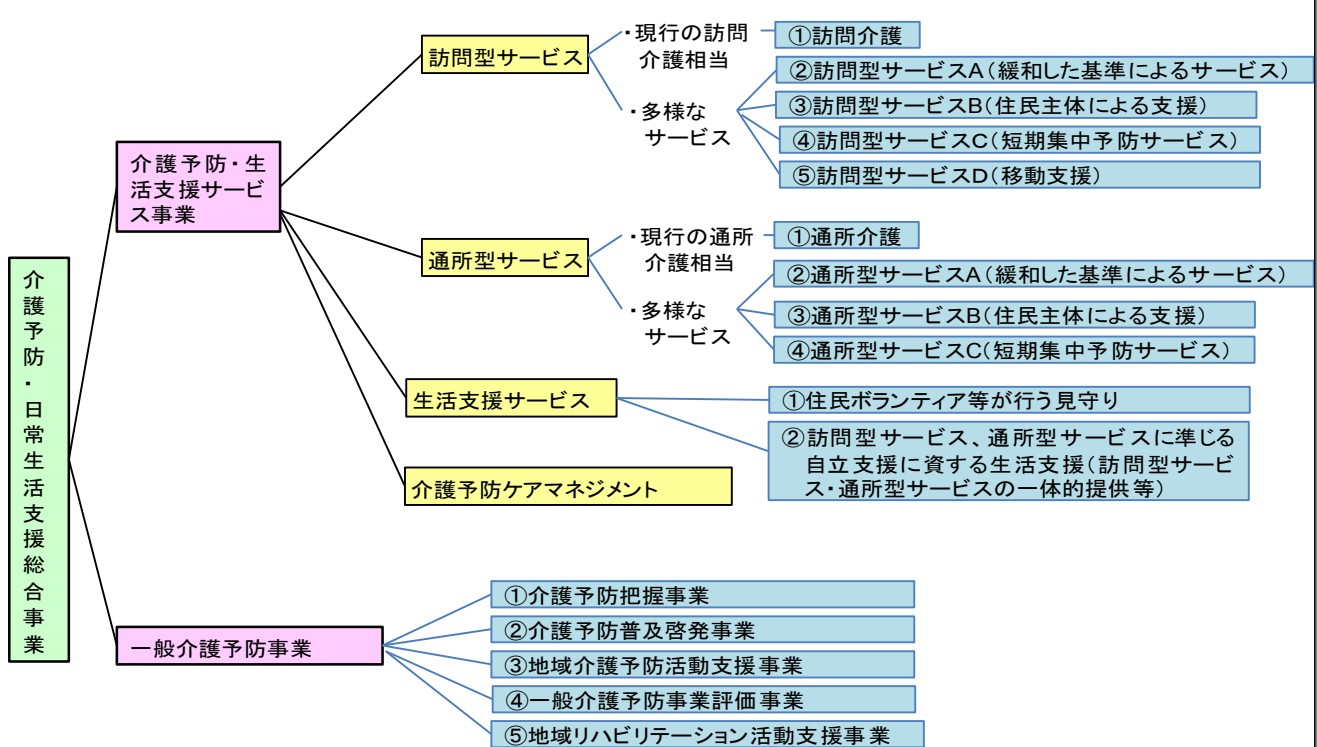 介護予防・日常生活支援総合事業
介護予防・生
活支援サービ
ス事業
訪問型サービス
・現行の訪問
介護相当
①訪問介護
・多様な
サービス
②訪問型サービスA(緩和した基準によるサービス)
③訪問型サービスB(住民主体による支援)
④訪問型サービスC(短期集中予防サービス)
⑤訪問型サービスD(移動支援)
通所型サービス
・現行の通所
介護相当
①通所介護
・多様な
サービス
②通所型サービスA(緩和した基準によるサービス)
③通所型サービスB(住民主体による支援)
④通所型サービスC(短期集中予防サービス)
生活支援サービス
①住民ボランティア等が行う見守り
②訪問型サービス、通所型サービスに準じる
自立支援に資する生活支援(訪問型サービ
ス・通所型サービスの一体的提供等)
介護予防ケアマネジメント
一般介護予防事業
①介護予防把握事業
②介護予防普及啓発事業
③地域介護予防活動支援事業
④一般介護予防事業評価事業
⑤地域リハビリテーション活動支援事業